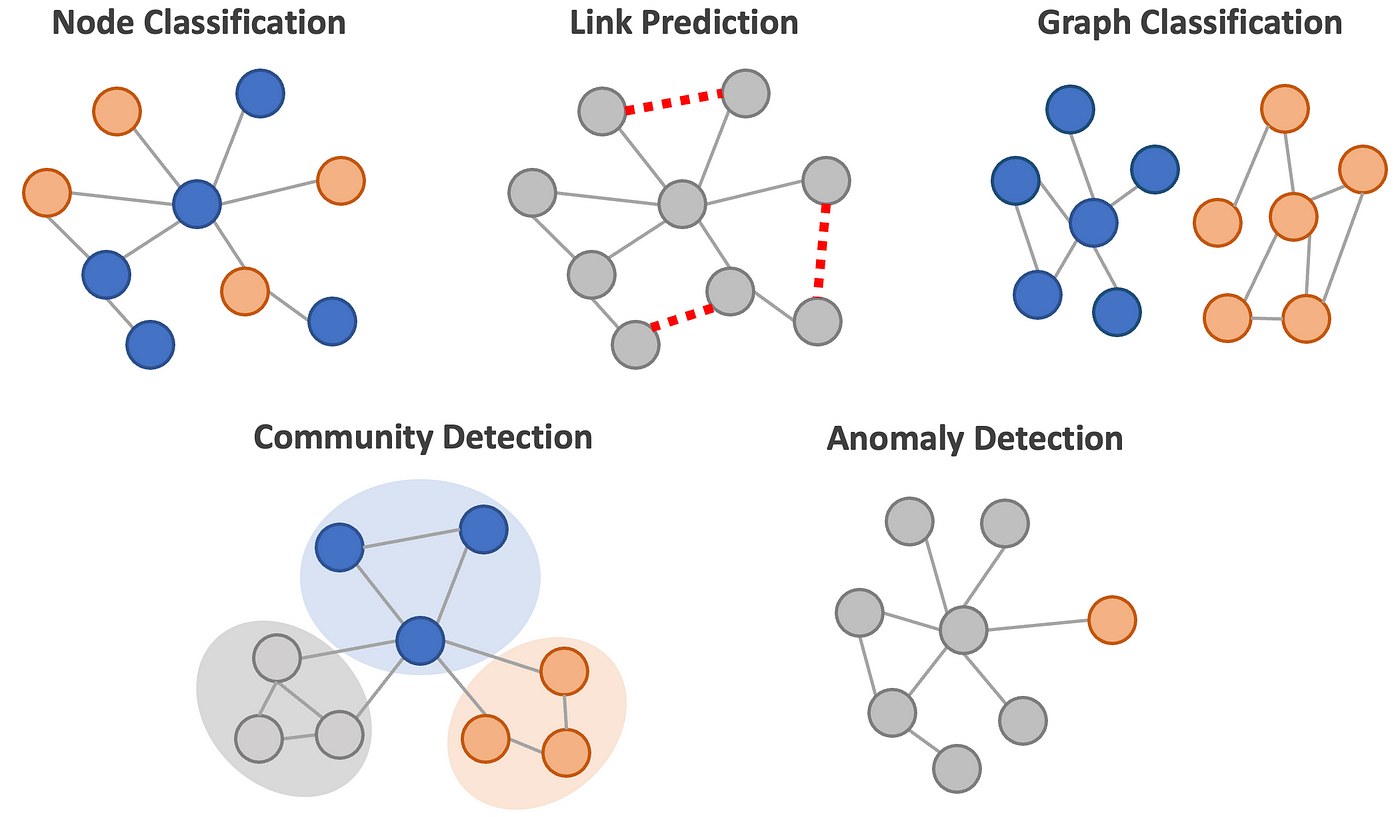 Node Classification
Link Prediction
Graph Classification
Community Detection
Anomaly Detection